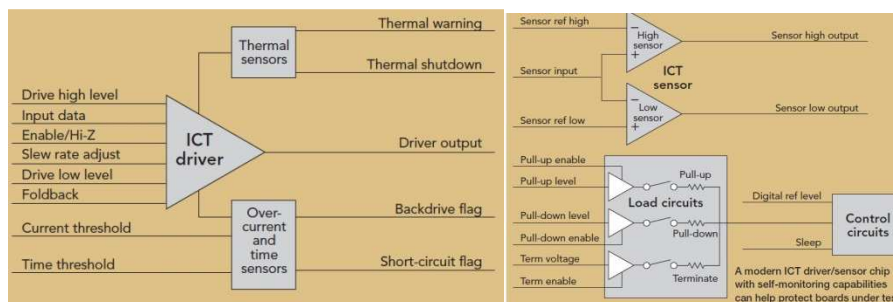 Thermal warning
Thermal sensors
Thermal shutdown
Drive high level
Input data
Enable/Hi-Z
Slew rate adjust
Drive low level
Foldback
ICT driver
Driver output
Current threshold
Time threshold
Over-current and time sensors
Backdrive flag
Short-circuit flag
Sensor ref high
−
High sensor
+
Sensor high output
Sensor input
ICT sensor
−
Low sensor
+
Sensor low output
Sensor ref low
Pull-up enable
Pull-up level
Pull-up
Load circuits
Pull-down level
Pull-down
Pull-down enable
Term voltage
Term enable
Terminate
Digital ref level
Control circuits
Sleep
A modern ICT driver/sensor chip
with self-monitoring capabilities
can help protect boards under